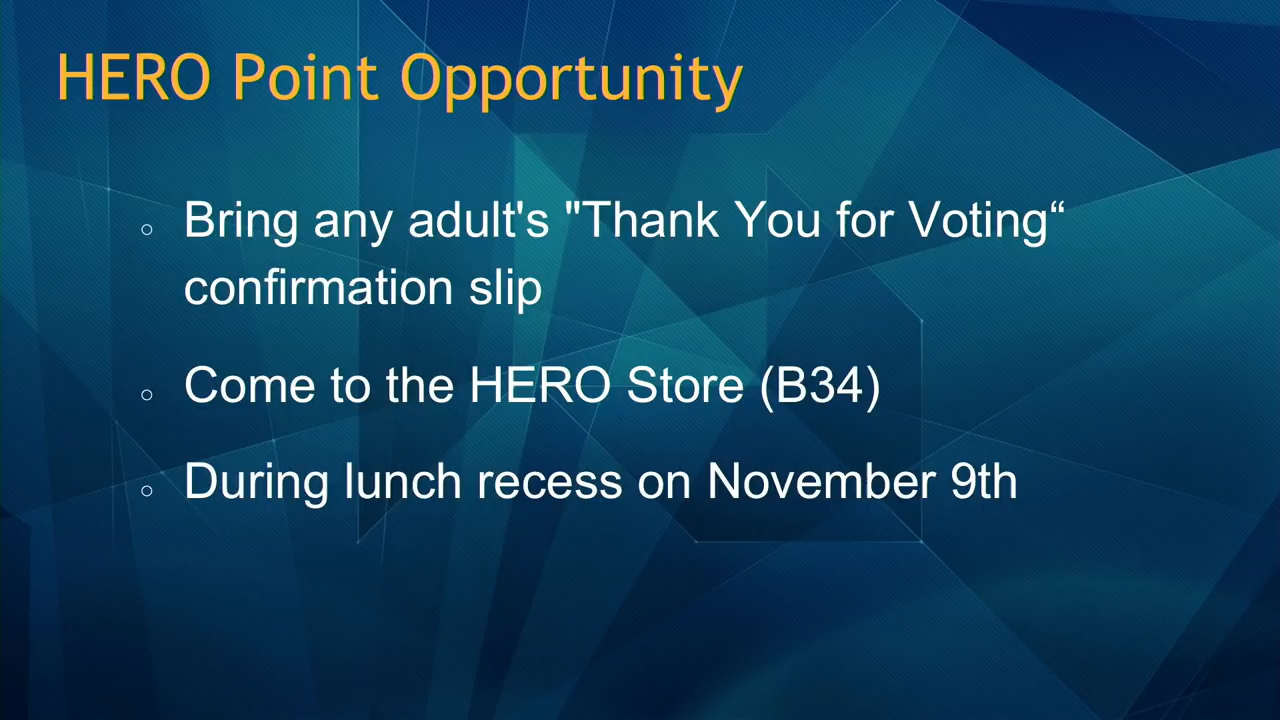 HERO Point Opportunity
○ Bring any adult's "Thank You for Voting“
confirmation slip
○ Come to the HERO Store (B34)
○ During lunch recess on November 9th